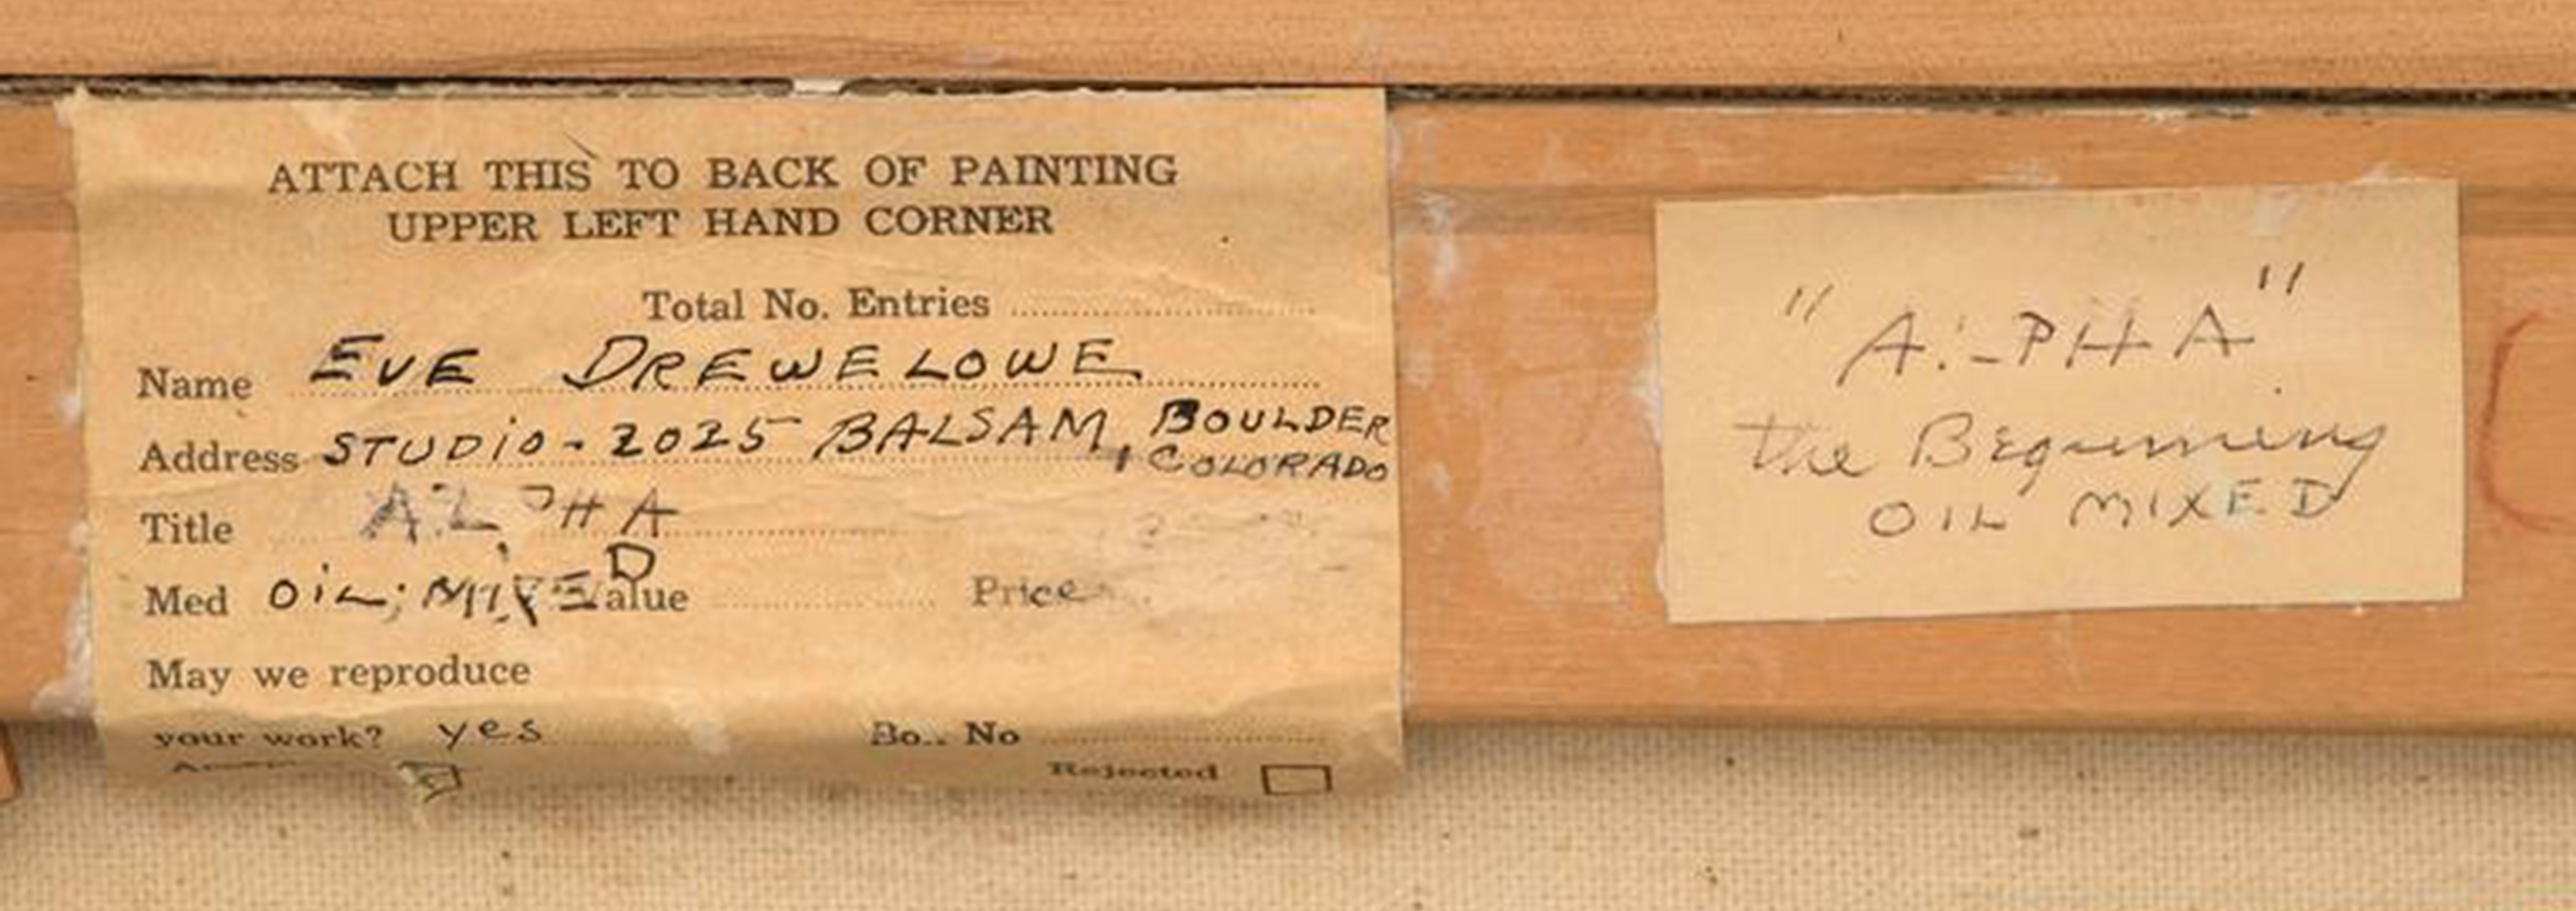 ATTACH THIS TO BACK OF PAINTING
UPPER LEFT HAND CORNER
Total No. Entries
Name EVE DREWELOWE
Address STUDIO - 2025 BALSAM, BOULDER
COLORADO
Title ALPHA
Med OIL; MIXED Value Price
May we reproduce
your work? yes No
Rejected
"ALPHA"
the Beginning
OIL MIXED